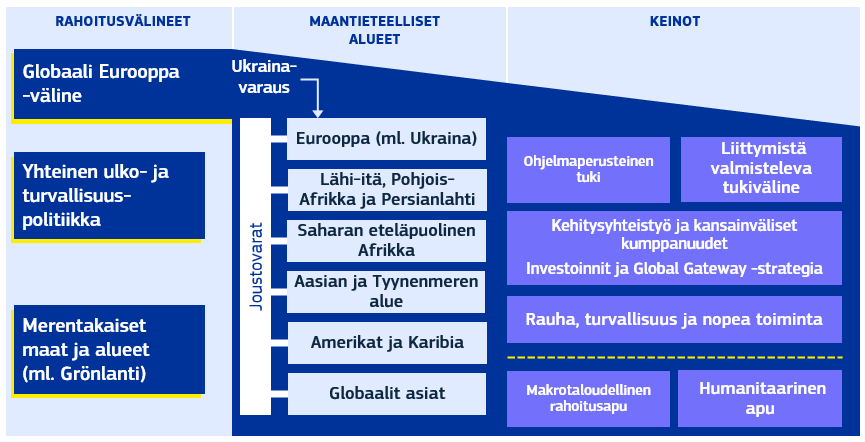 RAHOITUSVÄLINEET
MAANTIETEELLISET
ALUEET
KEINOT
Globaali Eurooppa
-väline
Yhteinen ulko- ja
turvallisuus-
politiikka
Merentakaiset
maat ja alueet
(ml. Grönlanti)
Ukraina-
varaus
Joustovarat
Eurooppa (ml. Ukraina)
Lähi-itä, Pohjois-
Afrikka ja Persianlahti
Saharan eteläpuolinen
Afrikka
Aasian ja Tyynenmeren
alue
Amerikat ja Karibia
Globaalit asiat
Ohjelmaperusteinen
tuki
Liittymistä
valmisteleva
tukiväline
Kehitysyhteistyö ja kansainväliset
kumppanuudet
Investoinnit ja Global Gateway -strategia
Rauha, turvallisuus ja nopea toiminta
Makrotaloudellinen
rahoitusapu
Humanitaarinen
apu